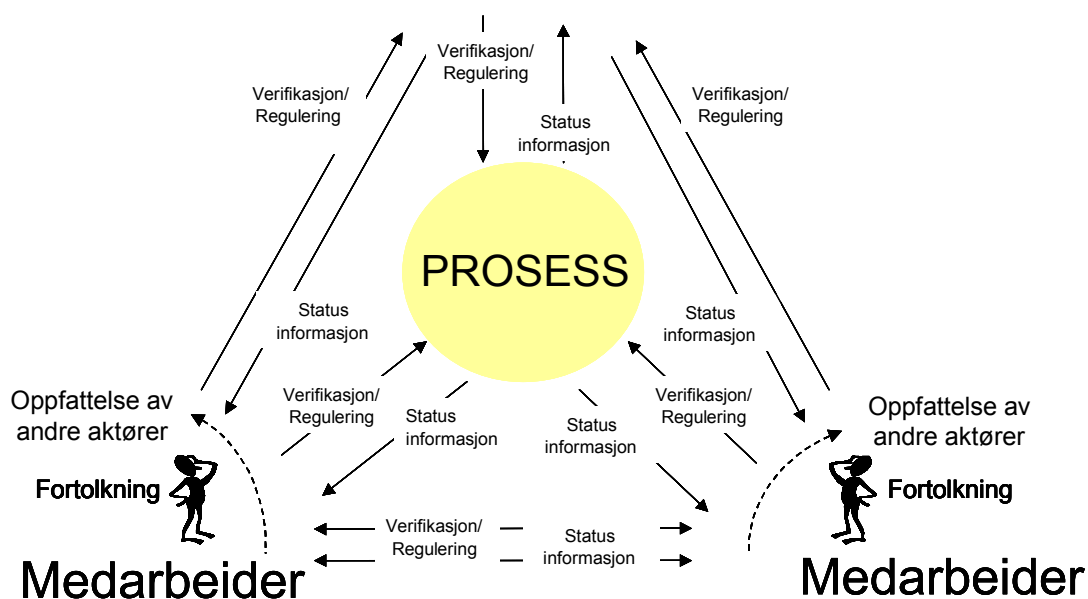 Verifikasjon/
Regulering
Verifikasjon/
Regulering
Verifikasjon/
Regulering
Status
informasjon
PROSESS
Status
informasjon
Status
informasjon
Verifikasjon/
Regulering
Verifikasjon/
Regulering
Oppfattelse av
andre aktører
Status
informasjon
Status
informasjon
Oppfattelse av
andre aktører
Fortolkning
Fortolkning
Verifikasjon/
Regulering
Status
informasjon
Medarbeider
Medarbeider